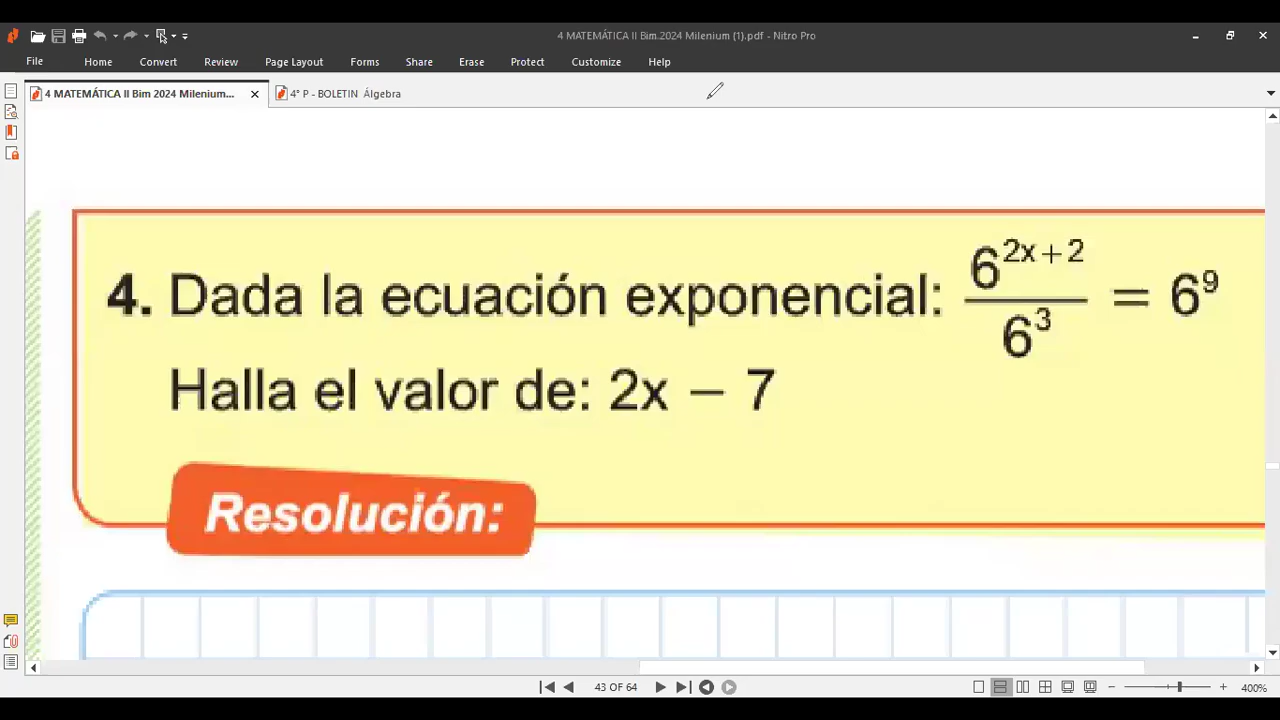 4 MATEMÁTICA II Bim.2024 Milenium (1).pdf - Nitro Pro
File Home Convert Review Page Layout Forms Share Erase Protect Customize Help
4 MATEMÁTICA II Bim 2024 Milenium... 4° P - BOLETIN Álgebra
4. Dada la ecuación exponencial: 6^{2x+2} / 6^3 = 6^9
Halla el valor de: 2x – 7
Resolución:
43 OF 64 400%